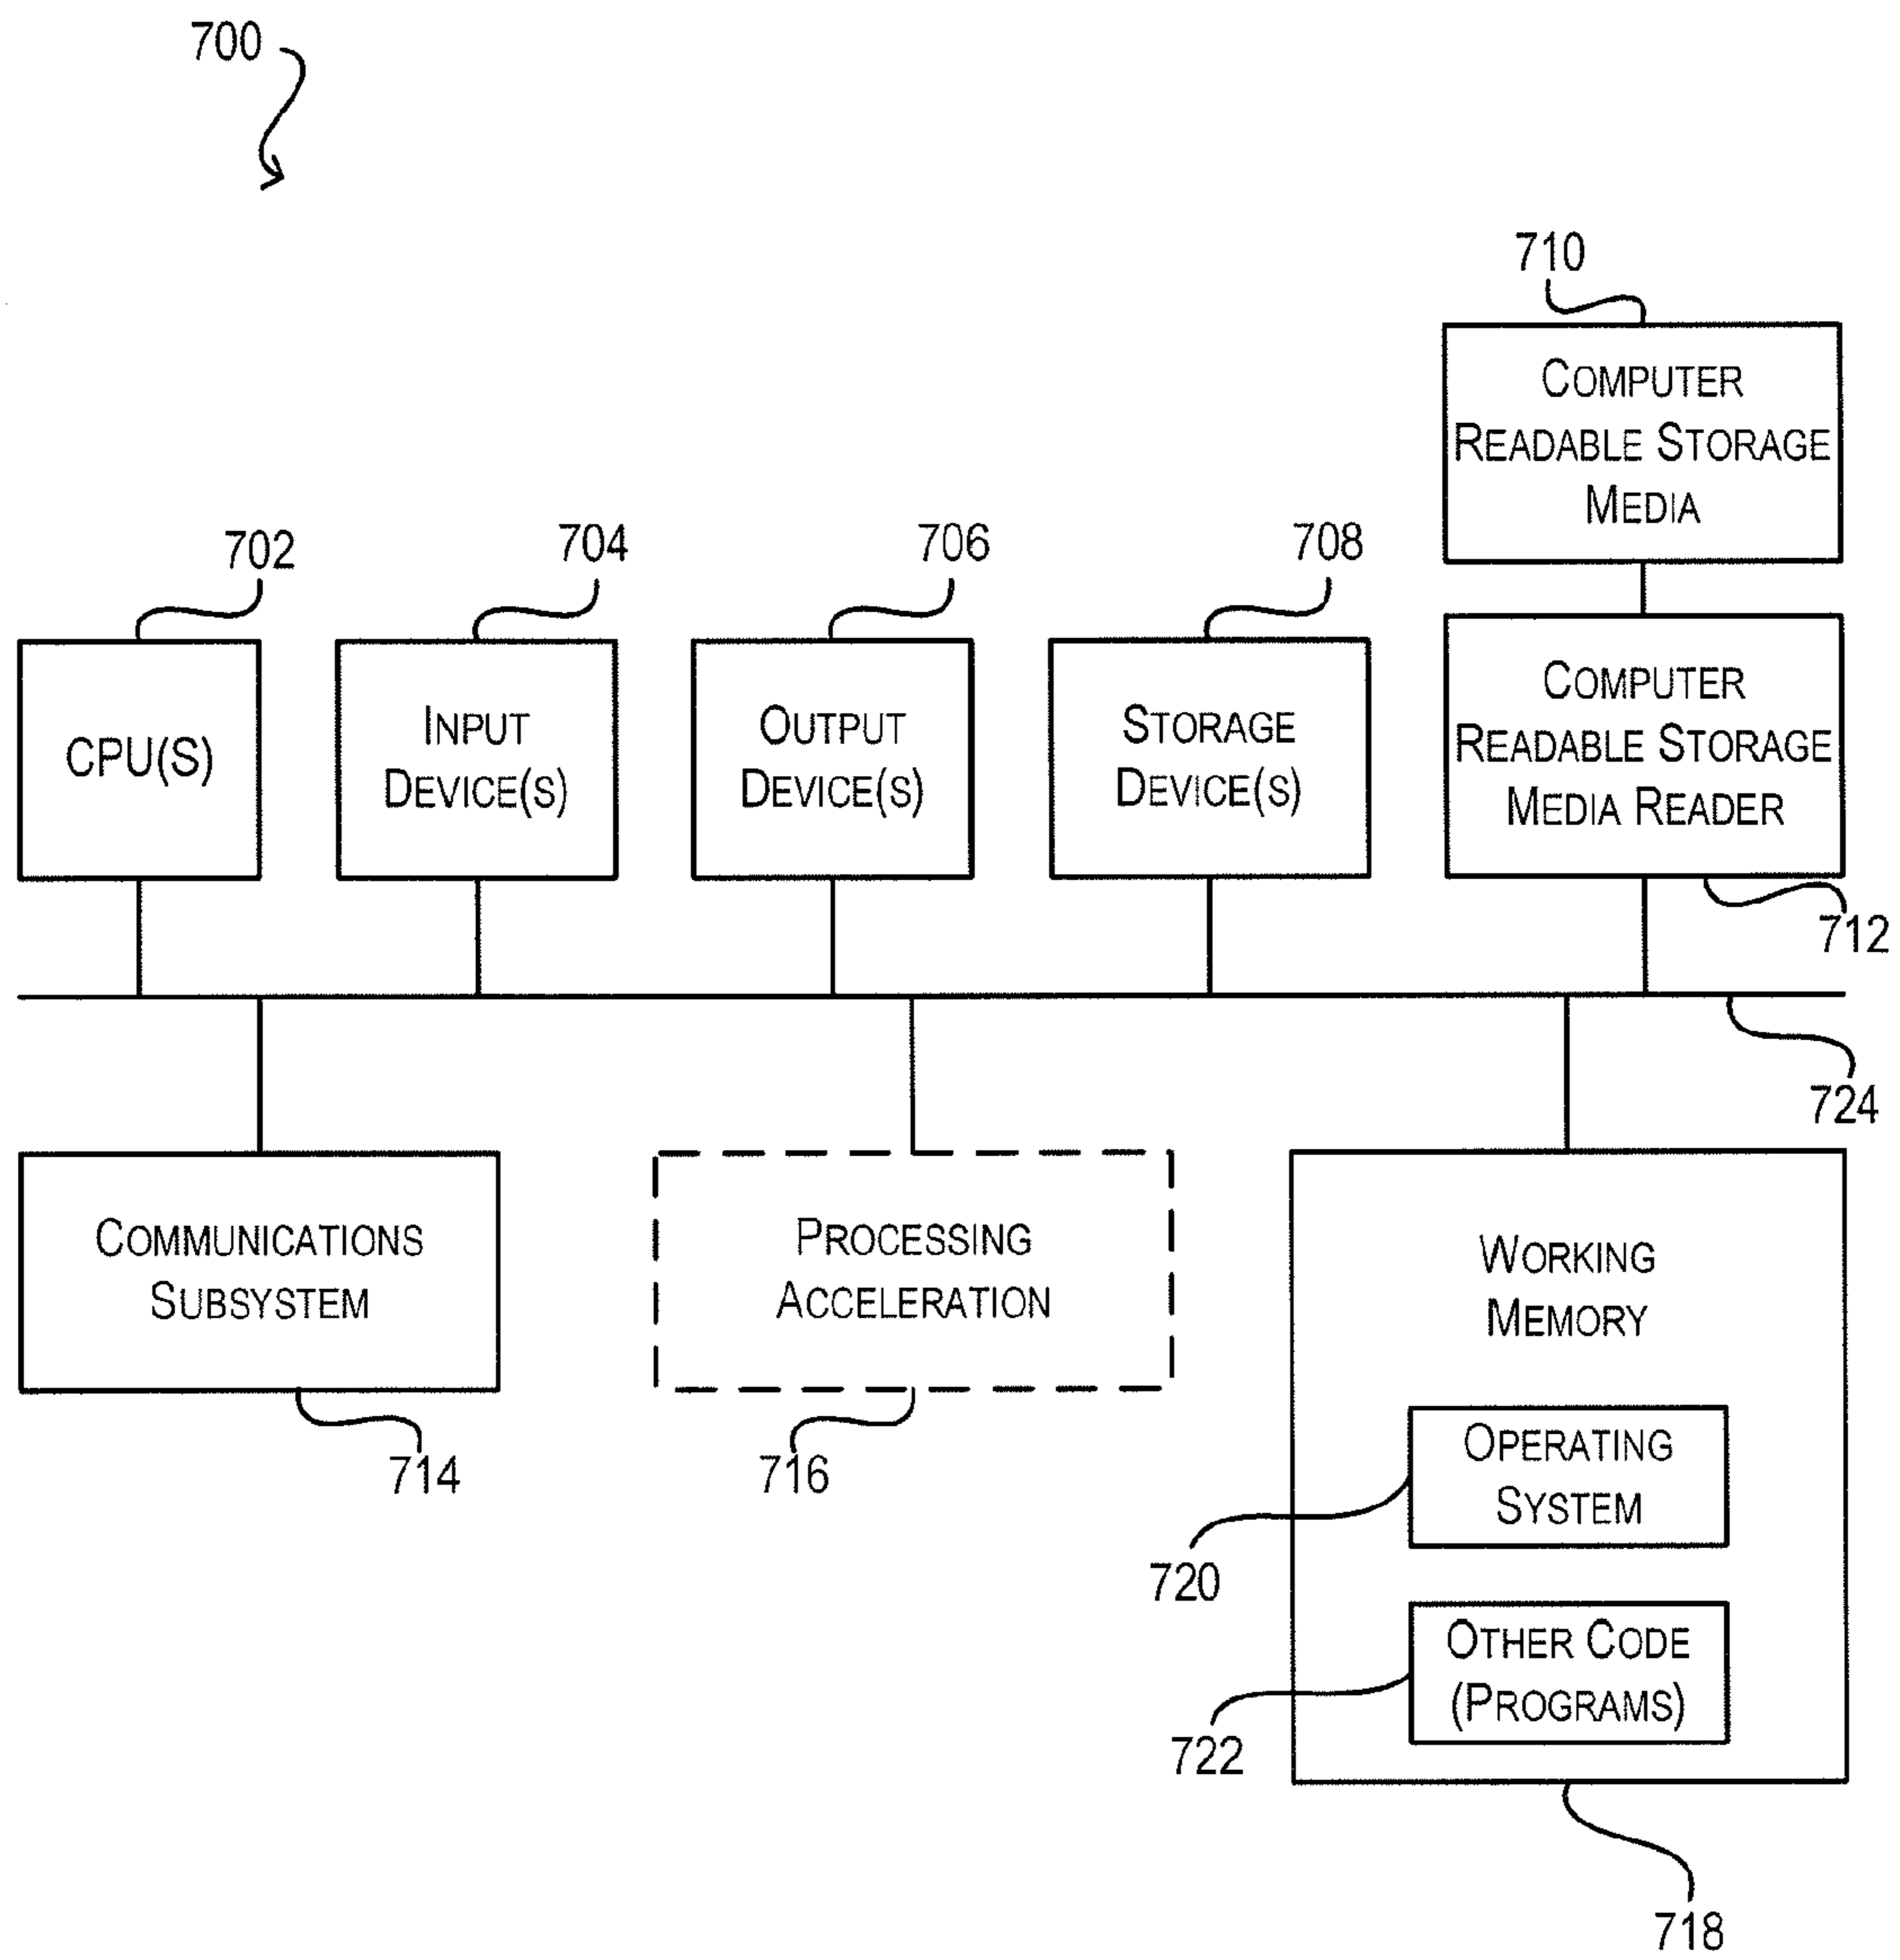 700
710
COMPUTER
READABLE STORAGE
MEDIA
702
704
706
708
CPU(S)
INPUT
DEVICE(S)
OUTPUT
DEVICE(S)
STORAGE
DEVICE(S)
COMPUTER
READABLE STORAGE
MEDIA READER
712
724
COMMUNICATIONS
SUBSYSTEM
714
PROCESSING
ACCELERATION
716
WORKING
MEMORY
OPERATING
SYSTEM
720
OTHER CODE
(PROGRAMS)
722
718